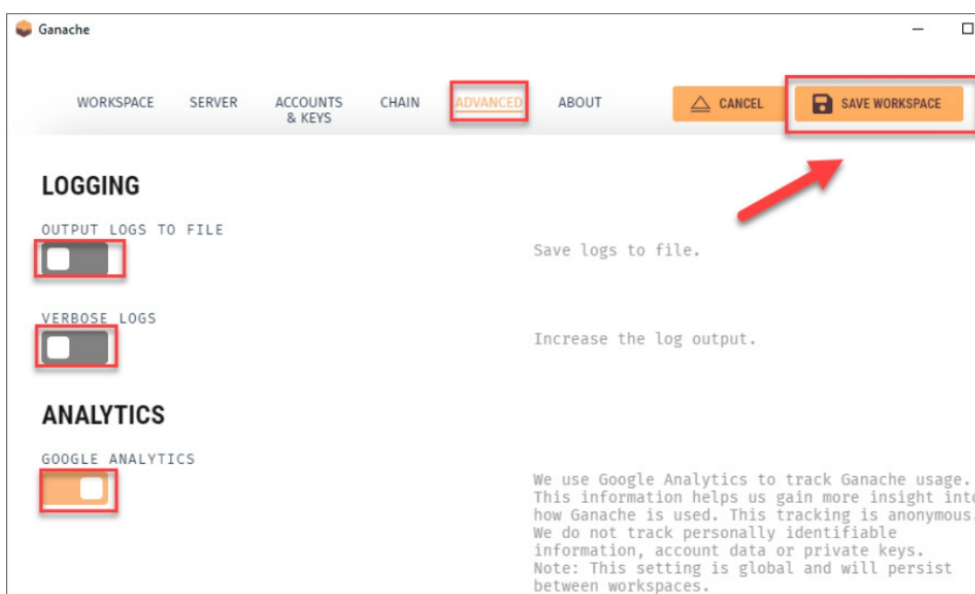 Ganache
WORKSPACE
SERVER
ACCOUNTS
& KEYS
CHAIN
ADVANCED
ABOUT
CANCEL
SAVE WORKSPACE
LOGGING
OUTPUT LOGS TO FILE
Save logs to file.
VERBOSE LOGS
Increase the log output.
ANALYTICS
GOOGLE ANALYTICS
We use Google Analytics to track Ganache usage.
This information helps us gain more insight into
how Ganache is used. This tracking is anonymous.
We do not track personally identifiable
information, account data or private keys.
Note: This setting is global and will persist
between workspaces.